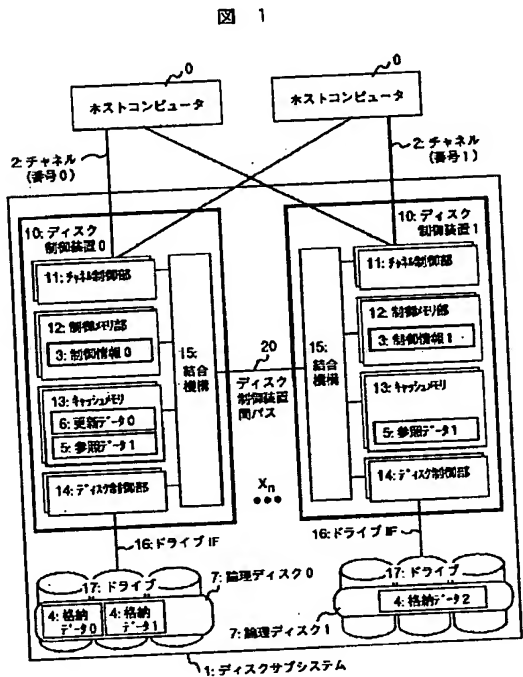 図 1
0
ホストコンピュータ
0
ホストコンピュータ
2:チャネル
(番号0)
2:チャネル
(番号1)
10:ディスク
制御装置0
11:チャネル制御部
12:制御メモリ部
3:制御情報0
13:キャッシュメモリ
6:更新データ0
5:参照データ1
14:ディスク制御部
15:
結合
機構
20
ディスク
制御装置
間パス
Xn
•••
10:ディスク
制御装置1
11:チャネル制御部
12:制御メモリ部
3:制御情報1
13:キャッシュメモリ
5:参照データ1
14:ディスク制御部
15:
結合
機構
16:ドライブIF
16:ドライブIF
17:ドライブ
7:論理ディスク0
4:格納
データ0
4:格納
データ1
17:ドライブ
4:格納データ2
7:論理ディスク1
1:ディスクサブシステム